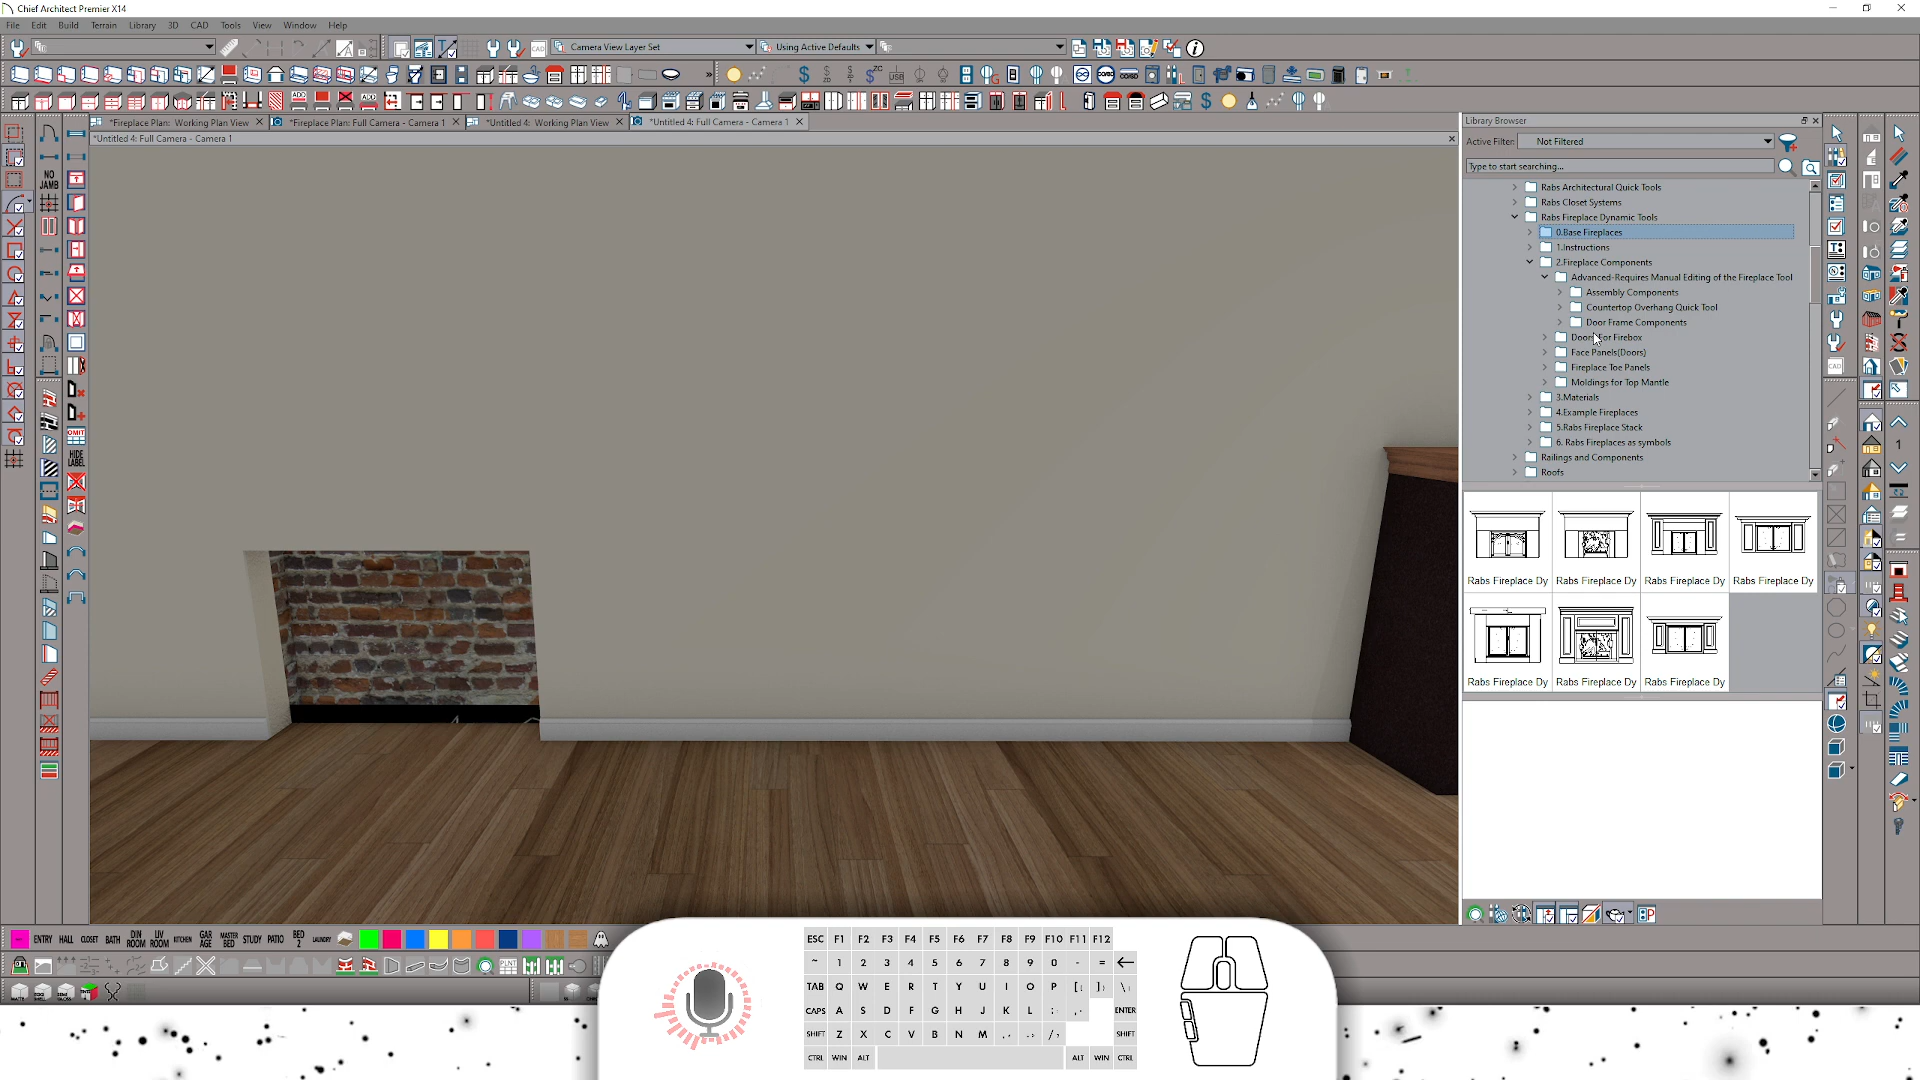 Chief Architect Premier X14
File Edit Build Terrain Library 3D CAD Tools View Window Help
Camera View Layer Set
Using Active Defaults
*Fireplace Plan: Working Plan View
*Fireplace Plan: Full Camera - Camera 1
*Untitled 4: Working Plan View
*Untitled 4: Full Camera - Camera 1
*Untitled 4: Full Camera - Camera 1
NO
JAMB
OMIT
HIDE
LABEL
Library Browser
Active Filter: Not Filtered
Type to start searching...
Rabs Architectural Quick Tools
Rabs Closet Systems
Rabs Fireplace Dynamic Tools
0.Base Fireplaces
1.Instructions
2.Fireplace Components
Advanced-Requires Manual Editing of the Fireplace Tool
Assembly Components
Countertop Overhang Quick Tool
Door Frame Components
Doors For Firebox
Face Panels(Doors)
Fireplace Toe Panels
Moldings for Top Mantle
3.Materials
4.Example Fireplaces
5.Rabs Fireplace Stack
6. Rabs Fireplaces as symbols
Railings and Components
Roofs
Rabs Fireplace Dy Rabs Fireplace Dy Rabs Fireplace Dy Rabs Fireplace Dy
Rabs Fireplace Dy Rabs Fireplace Dy Rabs Fireplace Dy
ENTRY HALL CLOSET BATH DIN ROOM LIV ROOM KITCHEN GAR AGE MASTER BED STUDY PATIO BED 2 LAUNDRY
ESC F1 F2 F3 F4 F5 F6 F7 F8 F9 F10 F11 F12
~ 1 2 3 4 5 6 7 8 9 0 - =
TAB Q W E R T Y U I O P
CAPS A S D F G H J K L ENTER
SHIFT Z X C V B N M SHIFT
CTRL WIN ALT ALT WIN CTRL